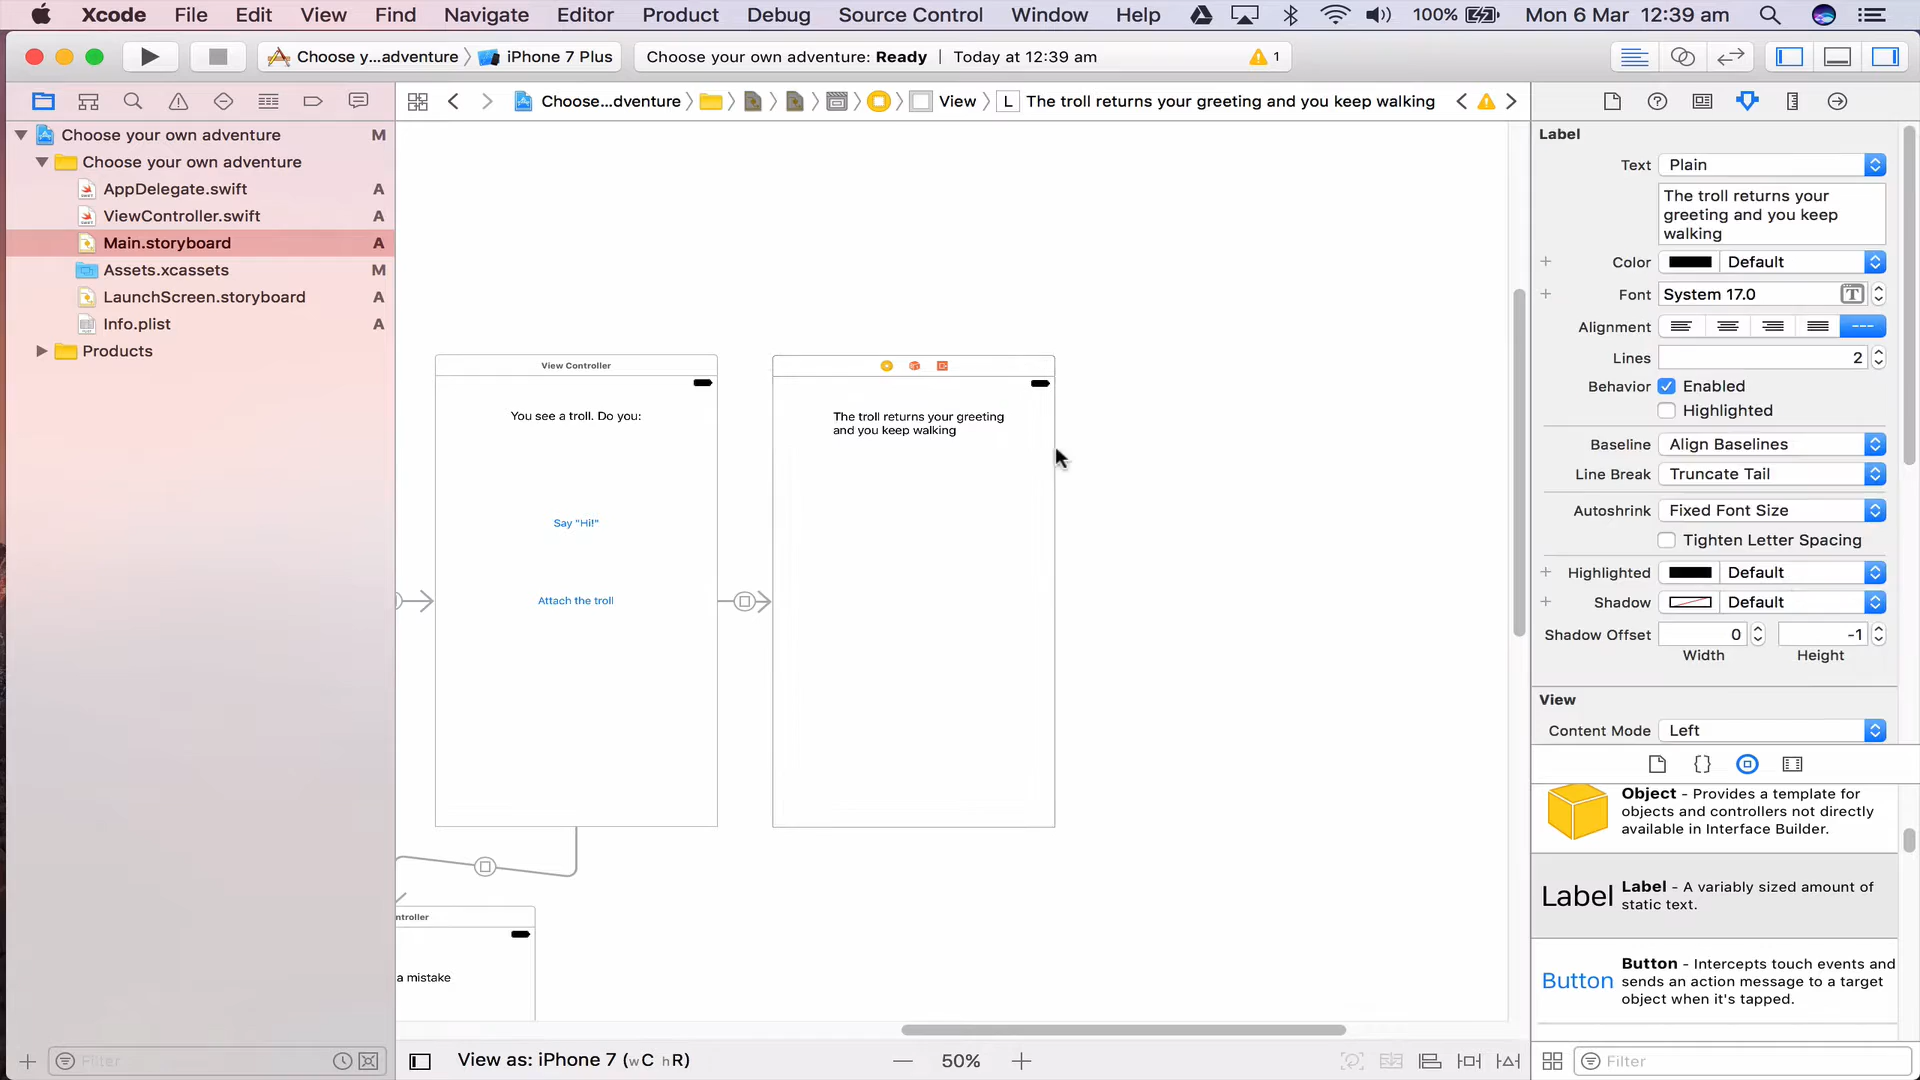 Xcode File Edit View Find Navigate Editor Product Debug Source Control Window Help 100% Mon 6 Mar 12:39 am
Choose y...adventure iPhone 7 Plus Choose your own adventure: Ready Today at 12:39 am 1
Choose...dventure View L The troll returns your greeting and you keep walking
Choose your own adventure M
Choose your own adventure
AppDelegate.swift A
ViewController.swift A
Main.storyboard A
Assets.xcassets M
LaunchScreen.storyboard A
Info.plist A
Products
Filter
View Controller
You see a troll. Do you:
Say "Hi!"
Attach the troll
The troll returns your greeting
and you keep walking
ntroller
a mistake
View as: iPhone 7 (wC hR)
50%
Label
Text Plain
The troll returns your
greeting and you keep
walking
Color Default
Font System 17.0 T
Alignment
Lines 2
Behavior Enabled
Highlighted
Baseline Align Baselines
Line Break Truncate Tail
Autoshrink Fixed Font Size
Tighten Letter Spacing
Highlighted Default
Shadow Default
Shadow Offset 0 -1
Width Height
View
Content Mode Left
Object - Provides a template for
objects and controllers not directly
available in Interface Builder.
Label Label - A variably sized amount of
static text.
Button Button - Intercepts touch events and
sends an action message to a target
object when it's tapped.
Filter